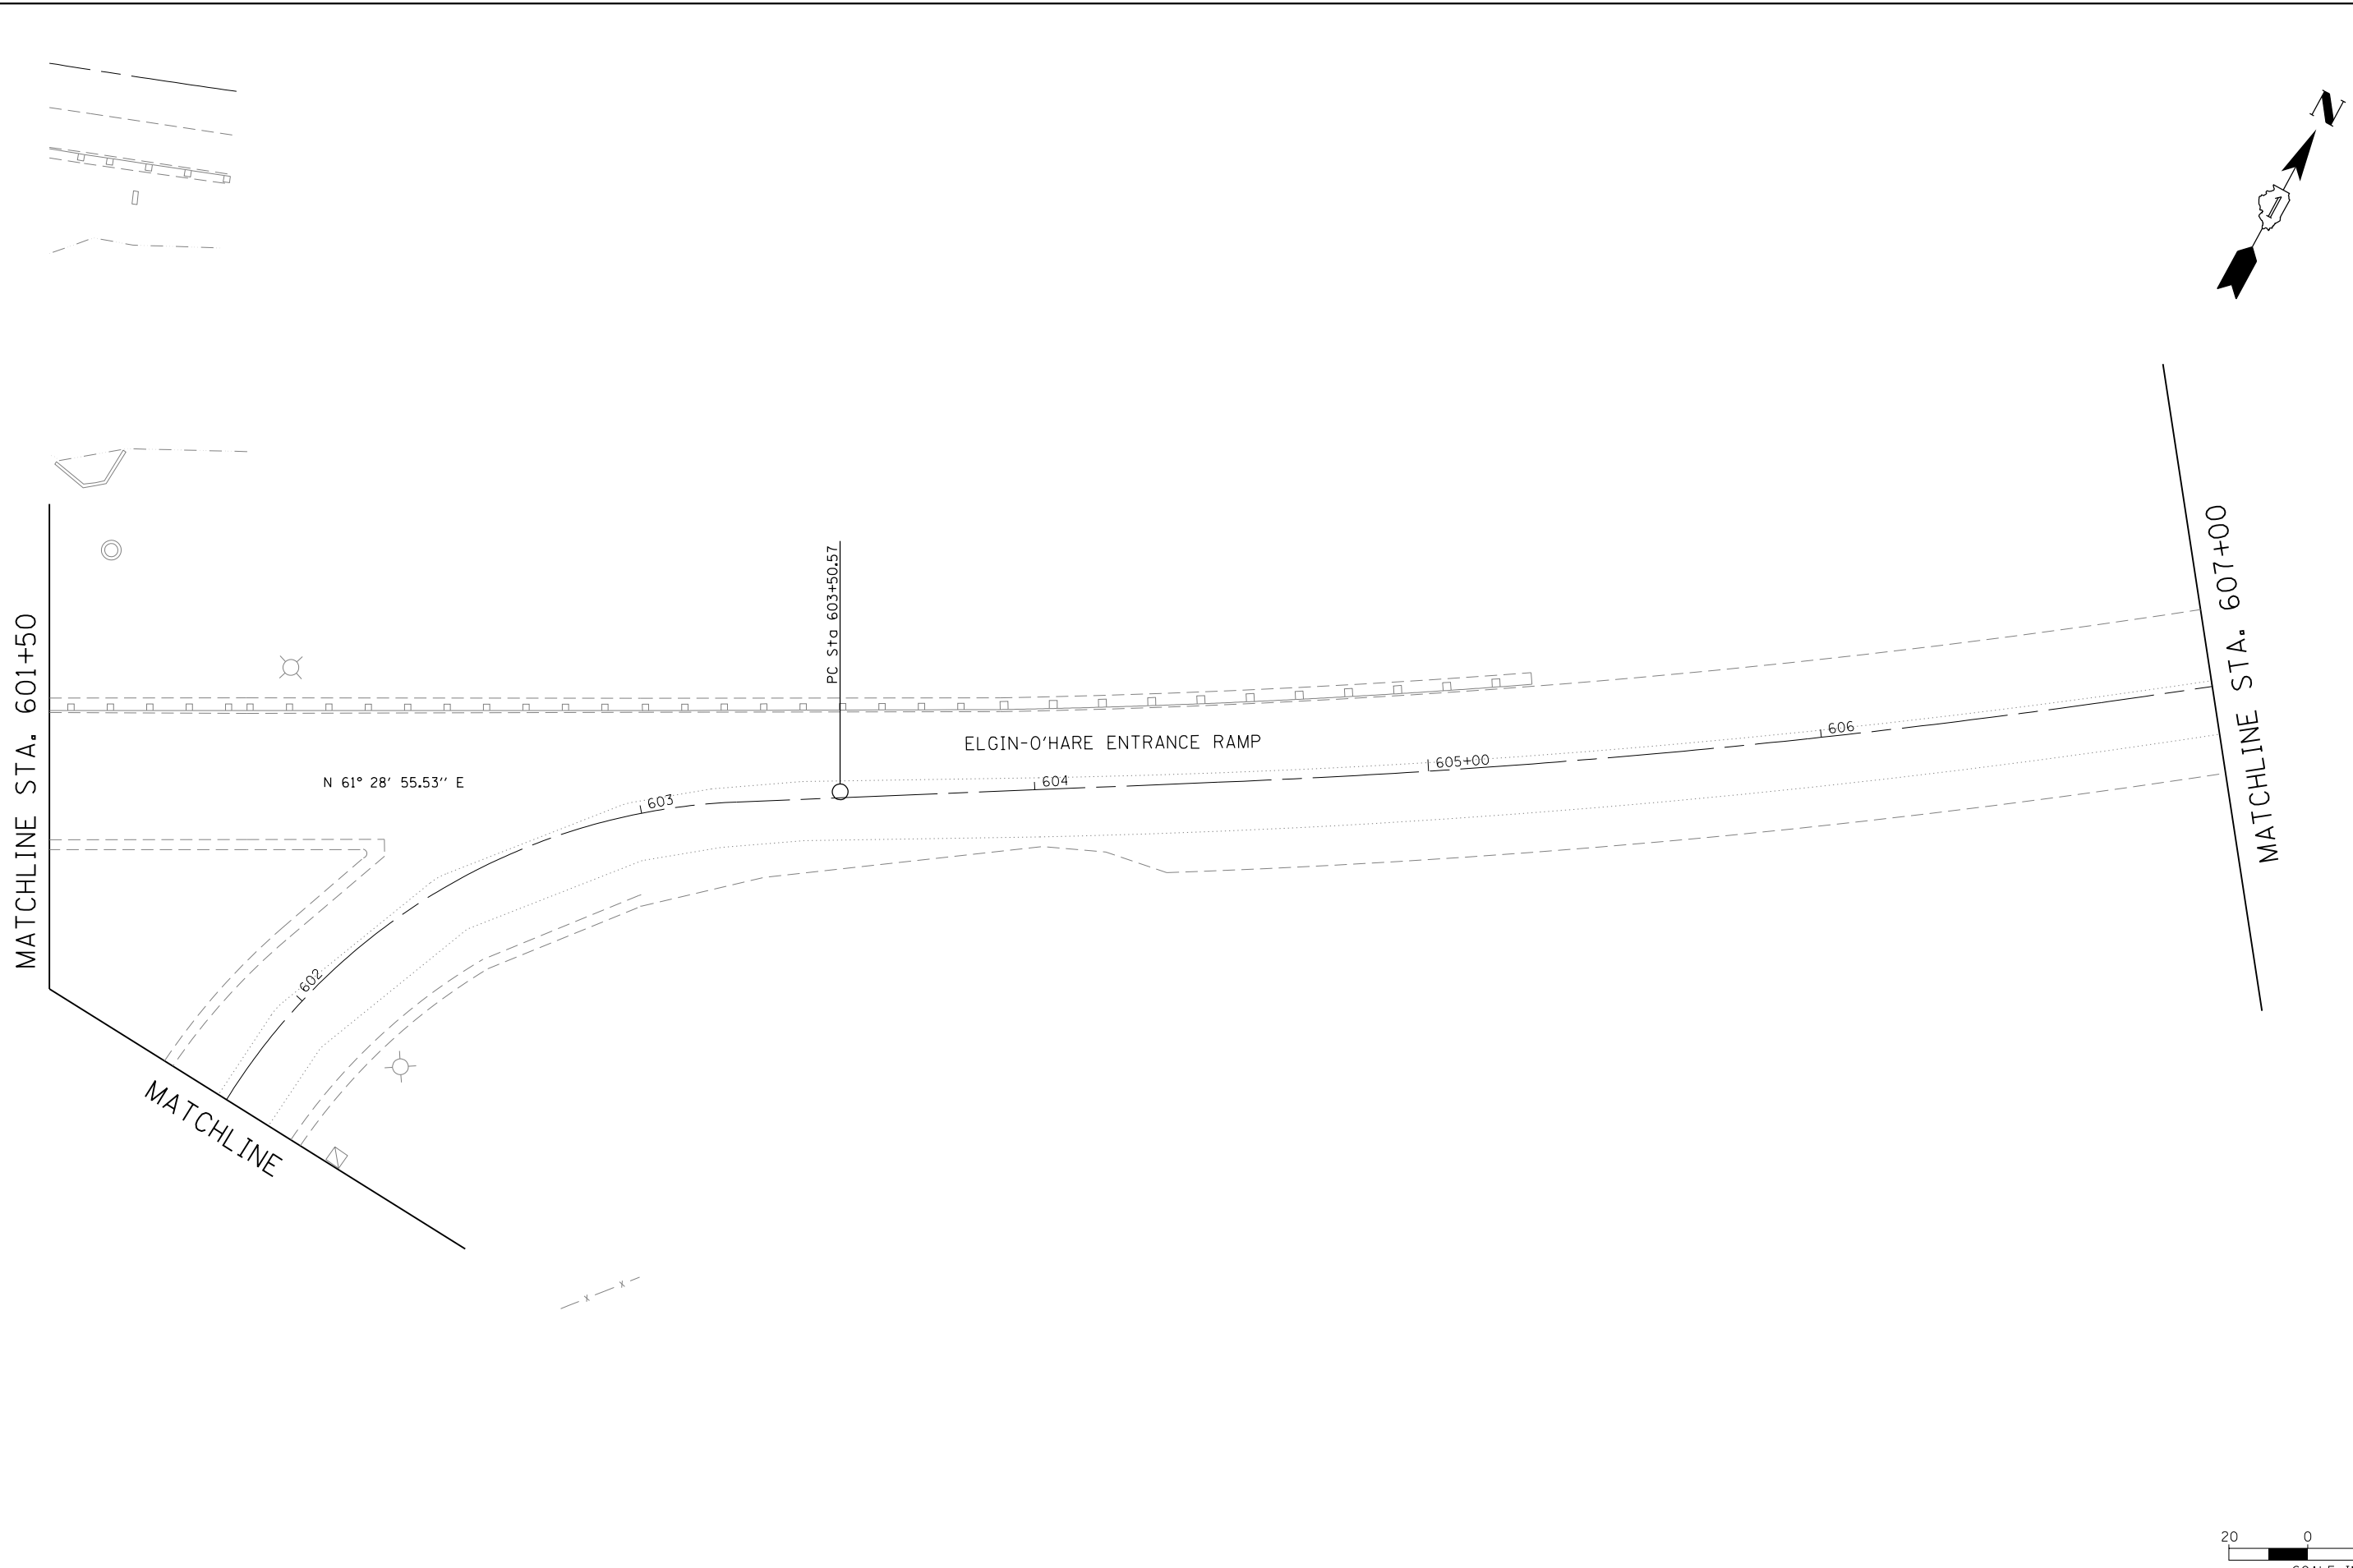 N
1
MATCHLINE STA. 601+50
MATCHLINE STA. 607+00
PC Sta 603+50.57
ELGIN-O'HARE ENTRANCE RAMP
N 61° 28' 55.53'' E
602
603
604
605+00
606
MATCHLINE
x x
20 0